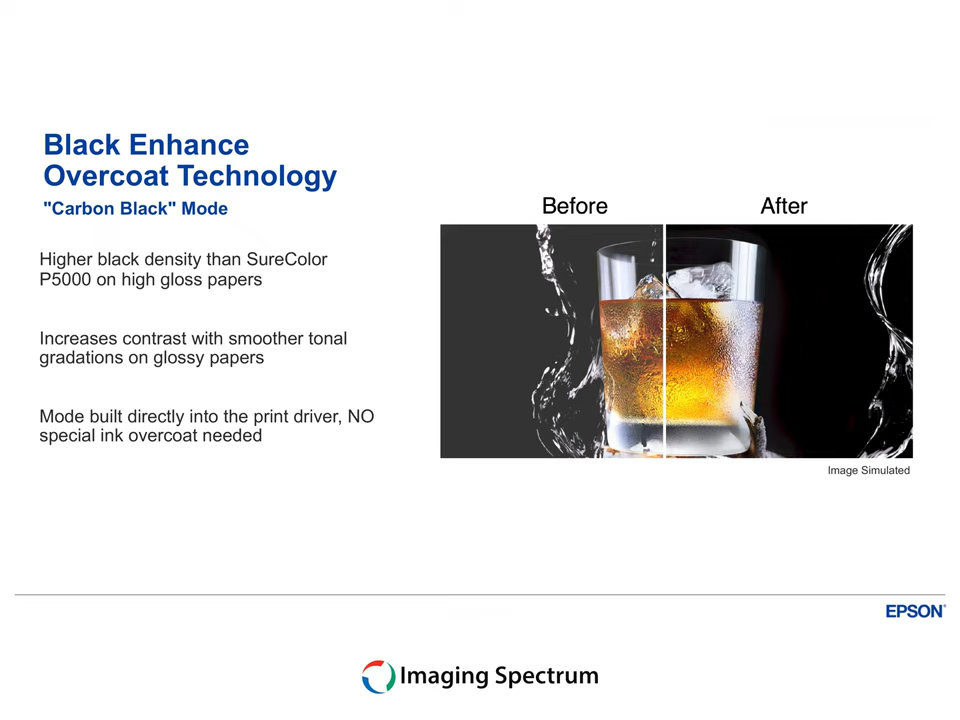 Black Enhance
Overcoat Technology
"Carbon Black" Mode
Higher black density than SureColor
P5000 on high gloss papers
Increases contrast with smoother tonal
gradations on glossy papers
Mode built directly into the print driver, NO
special ink overcoat needed
Before
After
Image Simulated
EPSON®
Imaging Spectrum